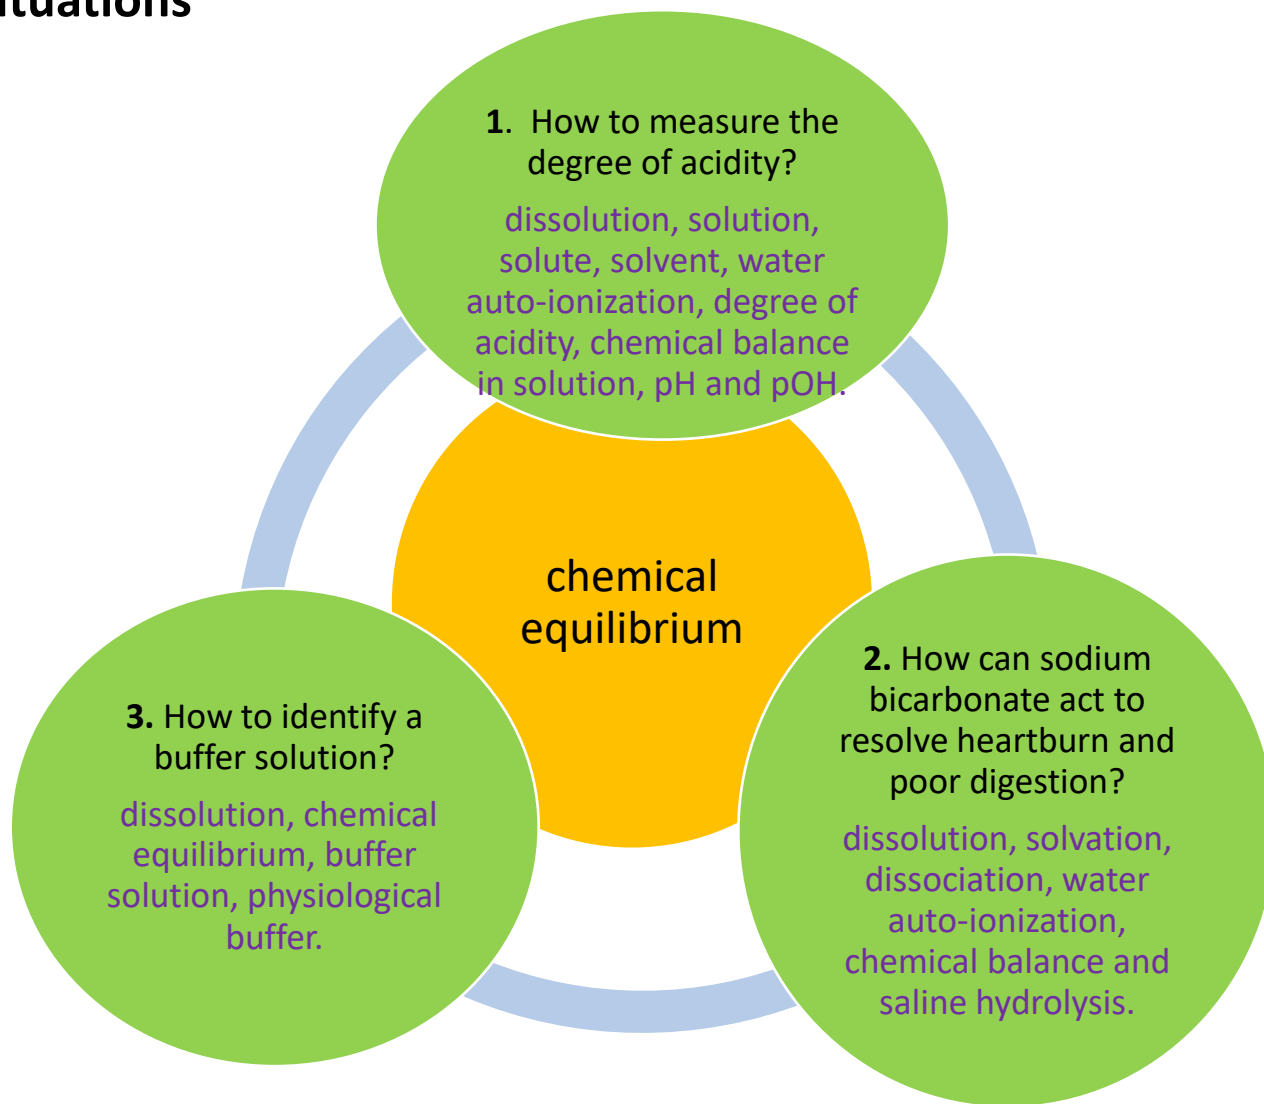 ituations
1. How to measure the
degree of acidity?
dissolution, solution,
solute, solvent, water
auto-ionization, degree of
acidity, chemical balance
in solution, pH and pOH.
chemical
equilibrium
2. How can sodium
bicarbonate act to
resolve heartburn and
poor digestion?
dissolution, solvation,
dissociation, water
auto-ionization,
chemical balance and
saline hydrolysis.
3. How to identify a
buffer solution?
dissolution, chemical
equilibrium, buffer
solution, physiological
buffer.